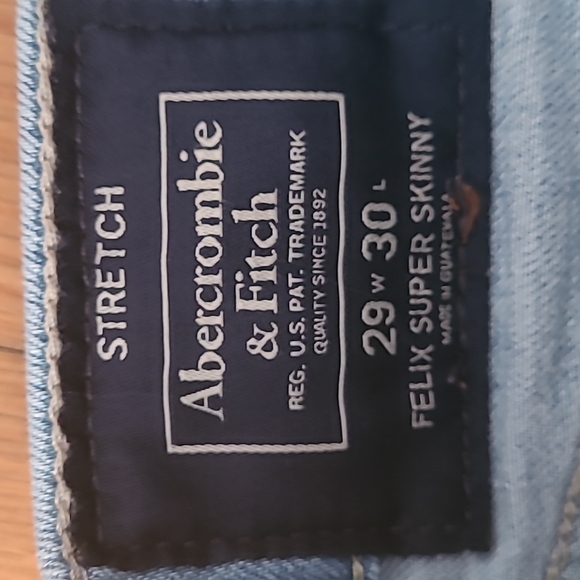 STRETCH
Abercrombie
& Fitch
REG. U.S. PAT. TRADEMARK
QUALITY SINCE 1892
29 W 30 L
FELIX SUPER SKINNY
MADE IN GUATEMALA